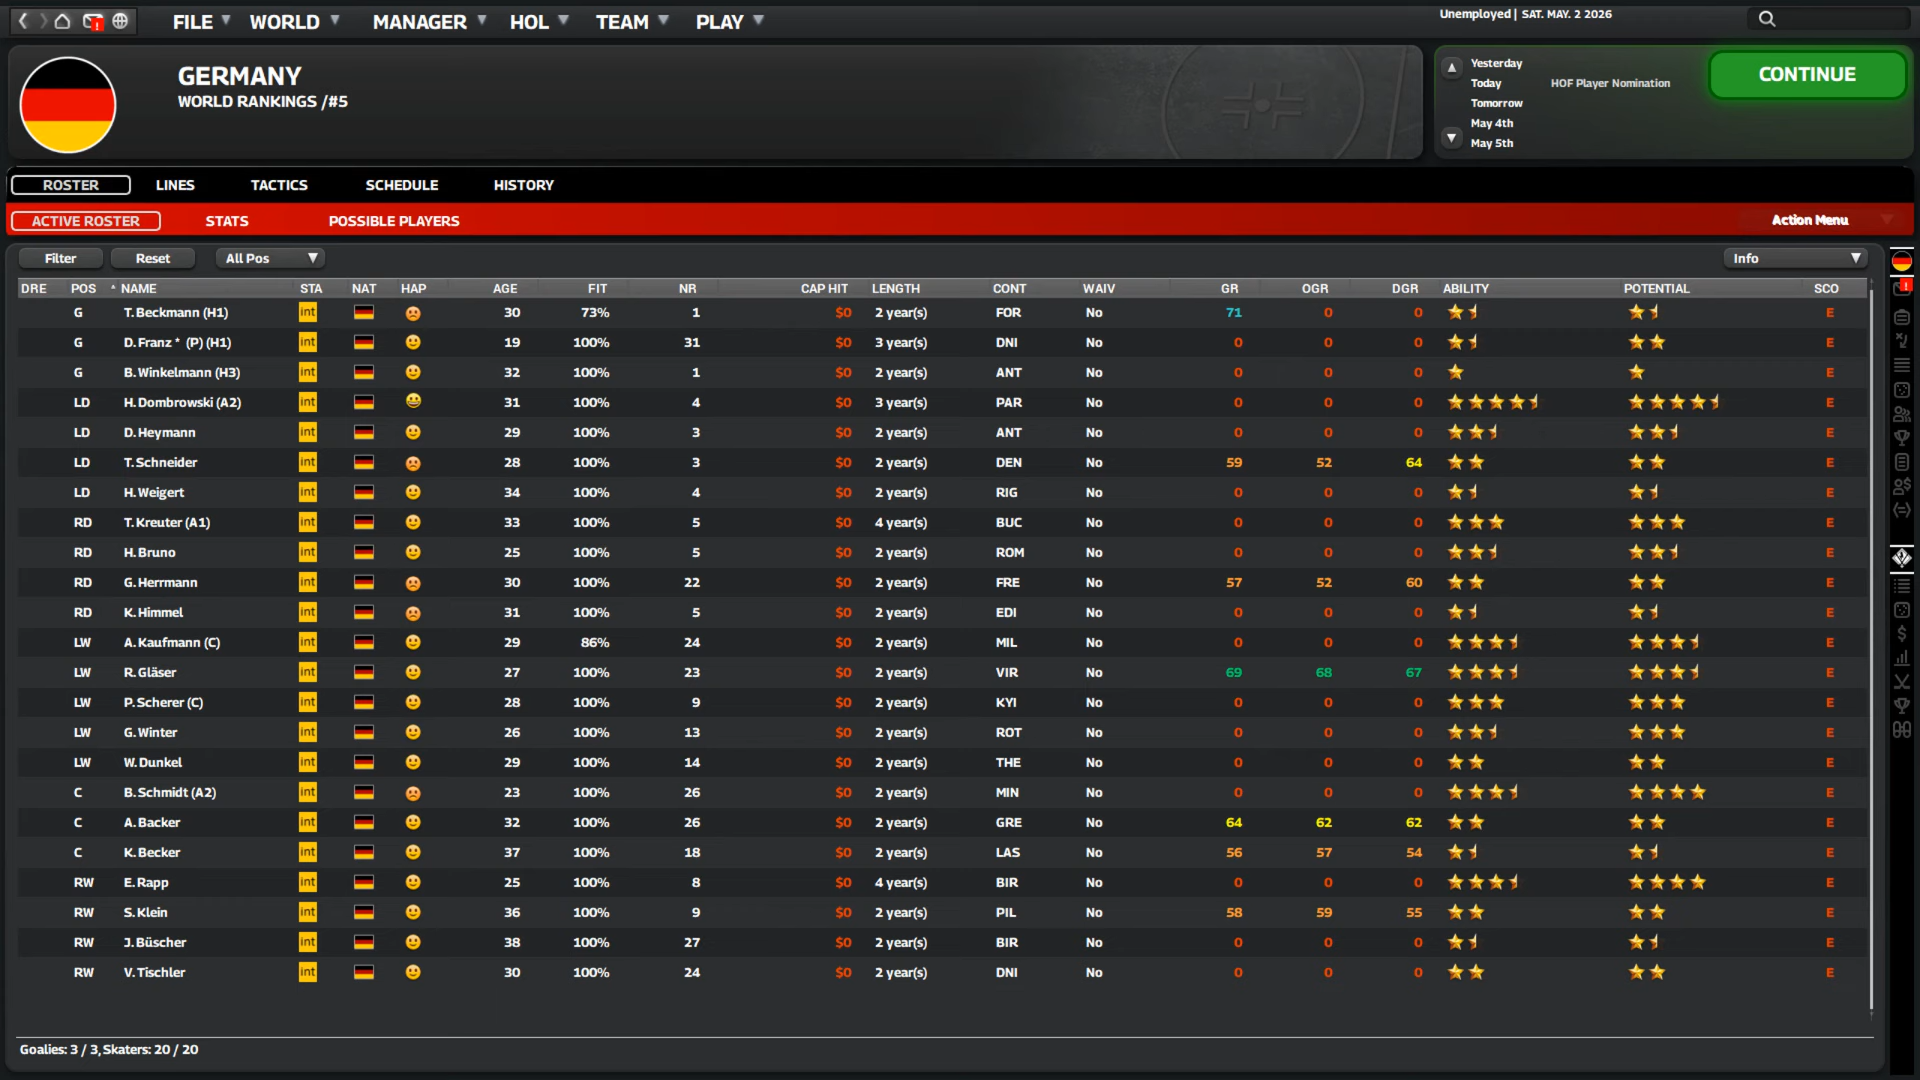 FILE WORLD MANAGER HOL TEAM PLAY Unemployed | SAT. MAY. 2 2026
GERMANY
WORLD RANKINGS /#5
Yesterday
Today HOF Player Nomination
Tomorrow
May 4th
May 5th
CONTINUE
ROSTER LINES TACTICS SCHEDULE HISTORY
ACTIVE ROSTER STATS POSSIBLE PLAYERS Action Menu
Filter Reset All Pos Info
DRE POS NAME STA NAT HAP AGE FIT NR CAP HIT LENGTH CONT WAIV GR OGR DGR ABILITY POTENTIAL SCO
G T. Beckmann (H1) int 30 73% 1 $0 2 year(s) FOR No 71 0 0 E
G D. Franz * (P) (H1) int 19 100% 31 $0 3 year(s) DNI No 0 0 0 E
G B. Winkelmann (H3) int 32 100% 1 $0 2 year(s) ANT No 0 0 0 E
LD H. Dombrowski (A2) int 31 100% 4 $0 3 year(s) PAR No 0 0 0 E
LD D. Heymann int 29 100% 3 $0 2 year(s) ANT No 0 0 0 E
LD T. Schneider int 28 100% 3 $0 2 year(s) DEN No 59 52 64 E
LD H. Weigert int 34 100% 4 $0 2 year(s) RIG No 0 0 0 E
RD T. Kreuter (A1) int 33 100% 5 $0 4 year(s) BUC No 0 0 0 E
RD H. Bruno int 25 100% 5 $0 2 year(s) ROM No 0 0 0 E
RD G. Herrmann int 30 100% 22 $0 2 year(s) FRE No 57 52 60 E
RD K. Himmel int 31 100% 5 $0 2 year(s) EDI No 0 0 0 E
LW A. Kaufmann (C) int 29 86% 24 $0 2 year(s) MIL No 0 0 0 E
LW R. Gläser int 27 100% 23 $0 2 year(s) VIR No 69 68 67 E
LW P. Scherer (C) int 28 100% 9 $0 2 year(s) KYI No 0 0 0 E
LW G. Winter int 26 100% 13 $0 2 year(s) ROT No 0 0 0 E
LW W. Dunkel int 29 100% 14 $0 2 year(s) THE No 0 0 0 E
C B. Schmidt (A2) int 23 100% 26 $0 2 year(s) MIN No 0 0 0 E
C A. Backer int 32 100% 26 $0 2 year(s) GRE No 64 62 62 E
C K. Becker int 37 100% 18 $0 2 year(s) LAS No 56 57 54 E
RW E. Rapp int 25 100% 8 $0 4 year(s) BIR No 0 0 0 E
RW S. Klein int 36 100% 9 $0 2 year(s) PIL No 58 59 55 E
RW J. Büscher int 38 100% 27 $0 2 year(s) BIR No 0 0 0 E
RW V. Tischler int 30 100% 24 $0 2 year(s) DNI No 0 0 0 E
Goalies: 3 / 3, Skaters: 20 / 20